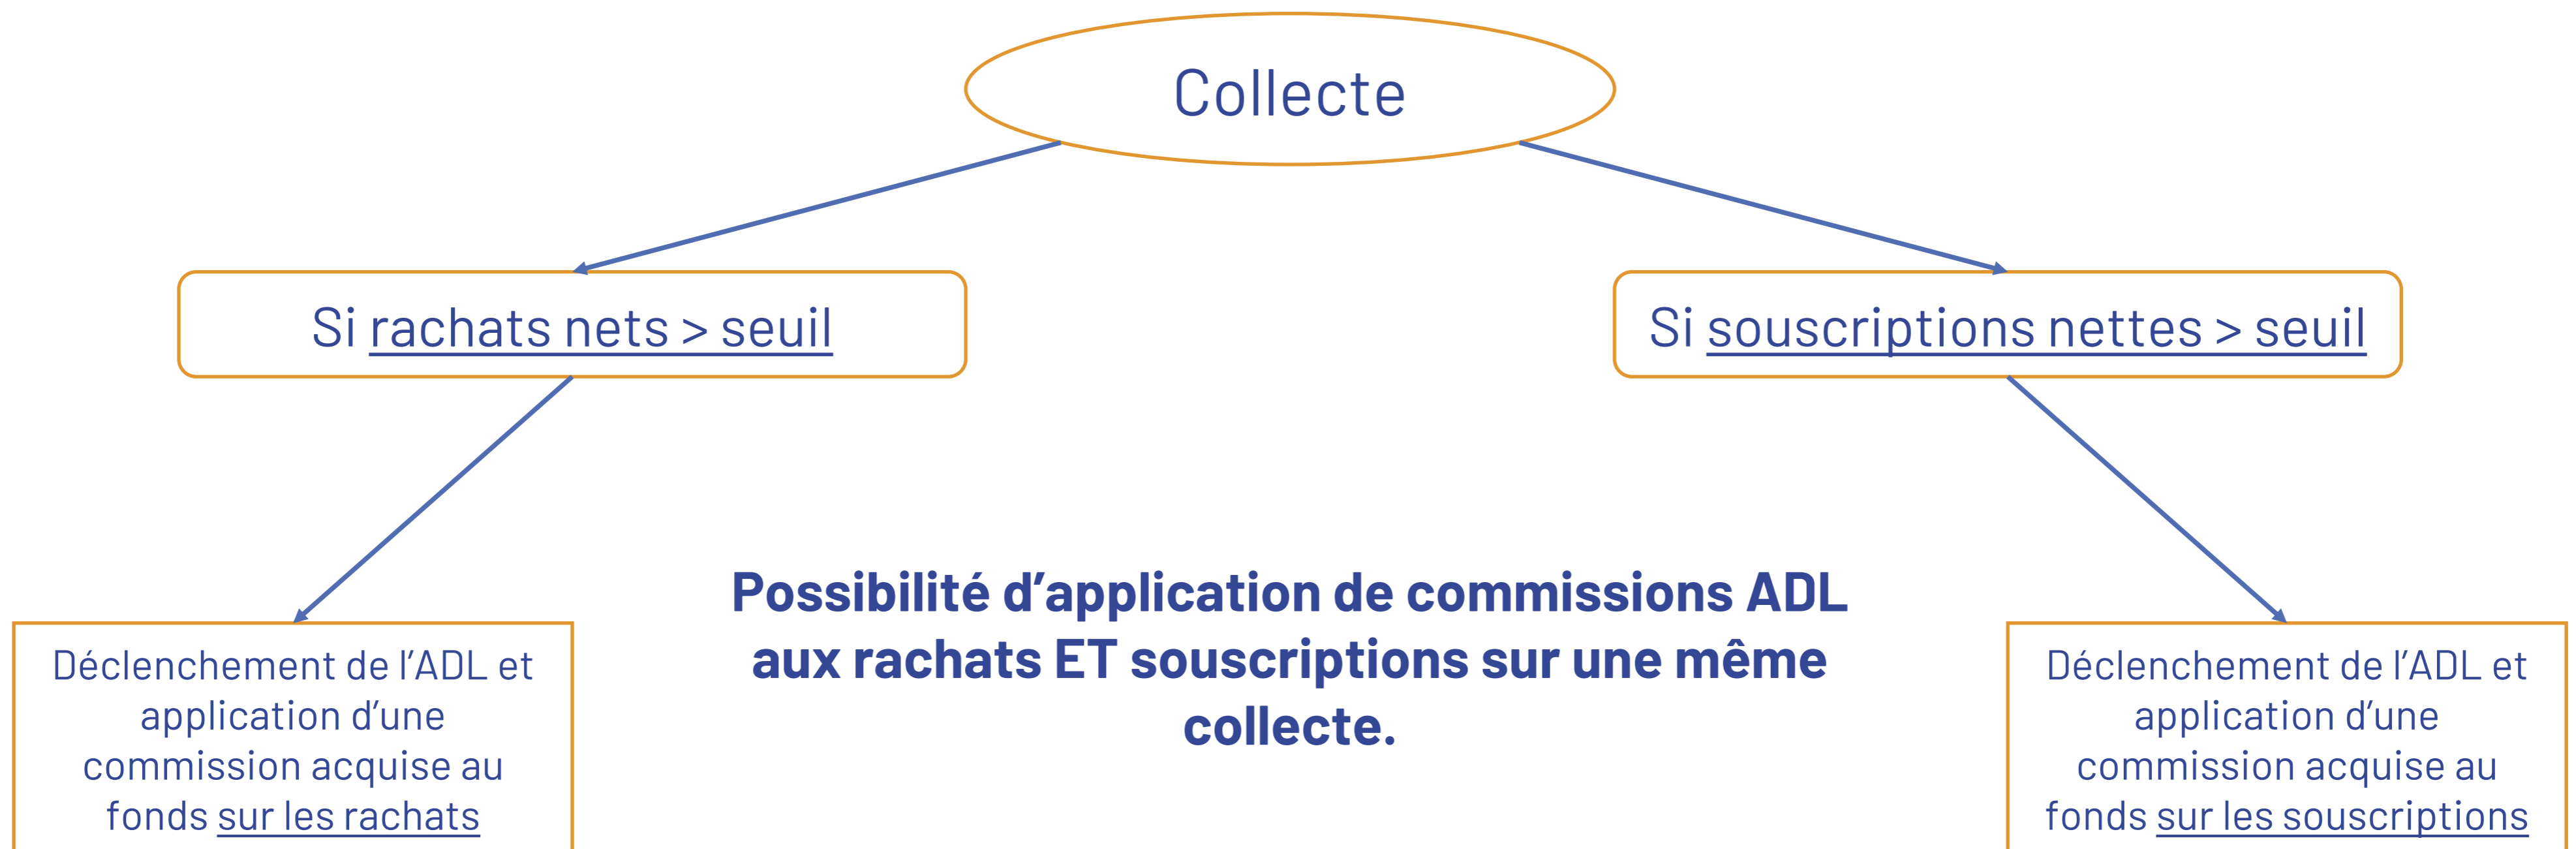 Collecte
Si rachats nets > seuil
Si souscriptions nettes > seuil
Possibilité d’application de commissions ADL
aux rachats ET souscriptions sur une même
collecte.
Déclenchement de l’ADL et
application d’une
commission acquise au
fonds sur les rachats
Déclenchement de l’ADL et
application d’une
commission acquise au
fonds sur les souscriptions